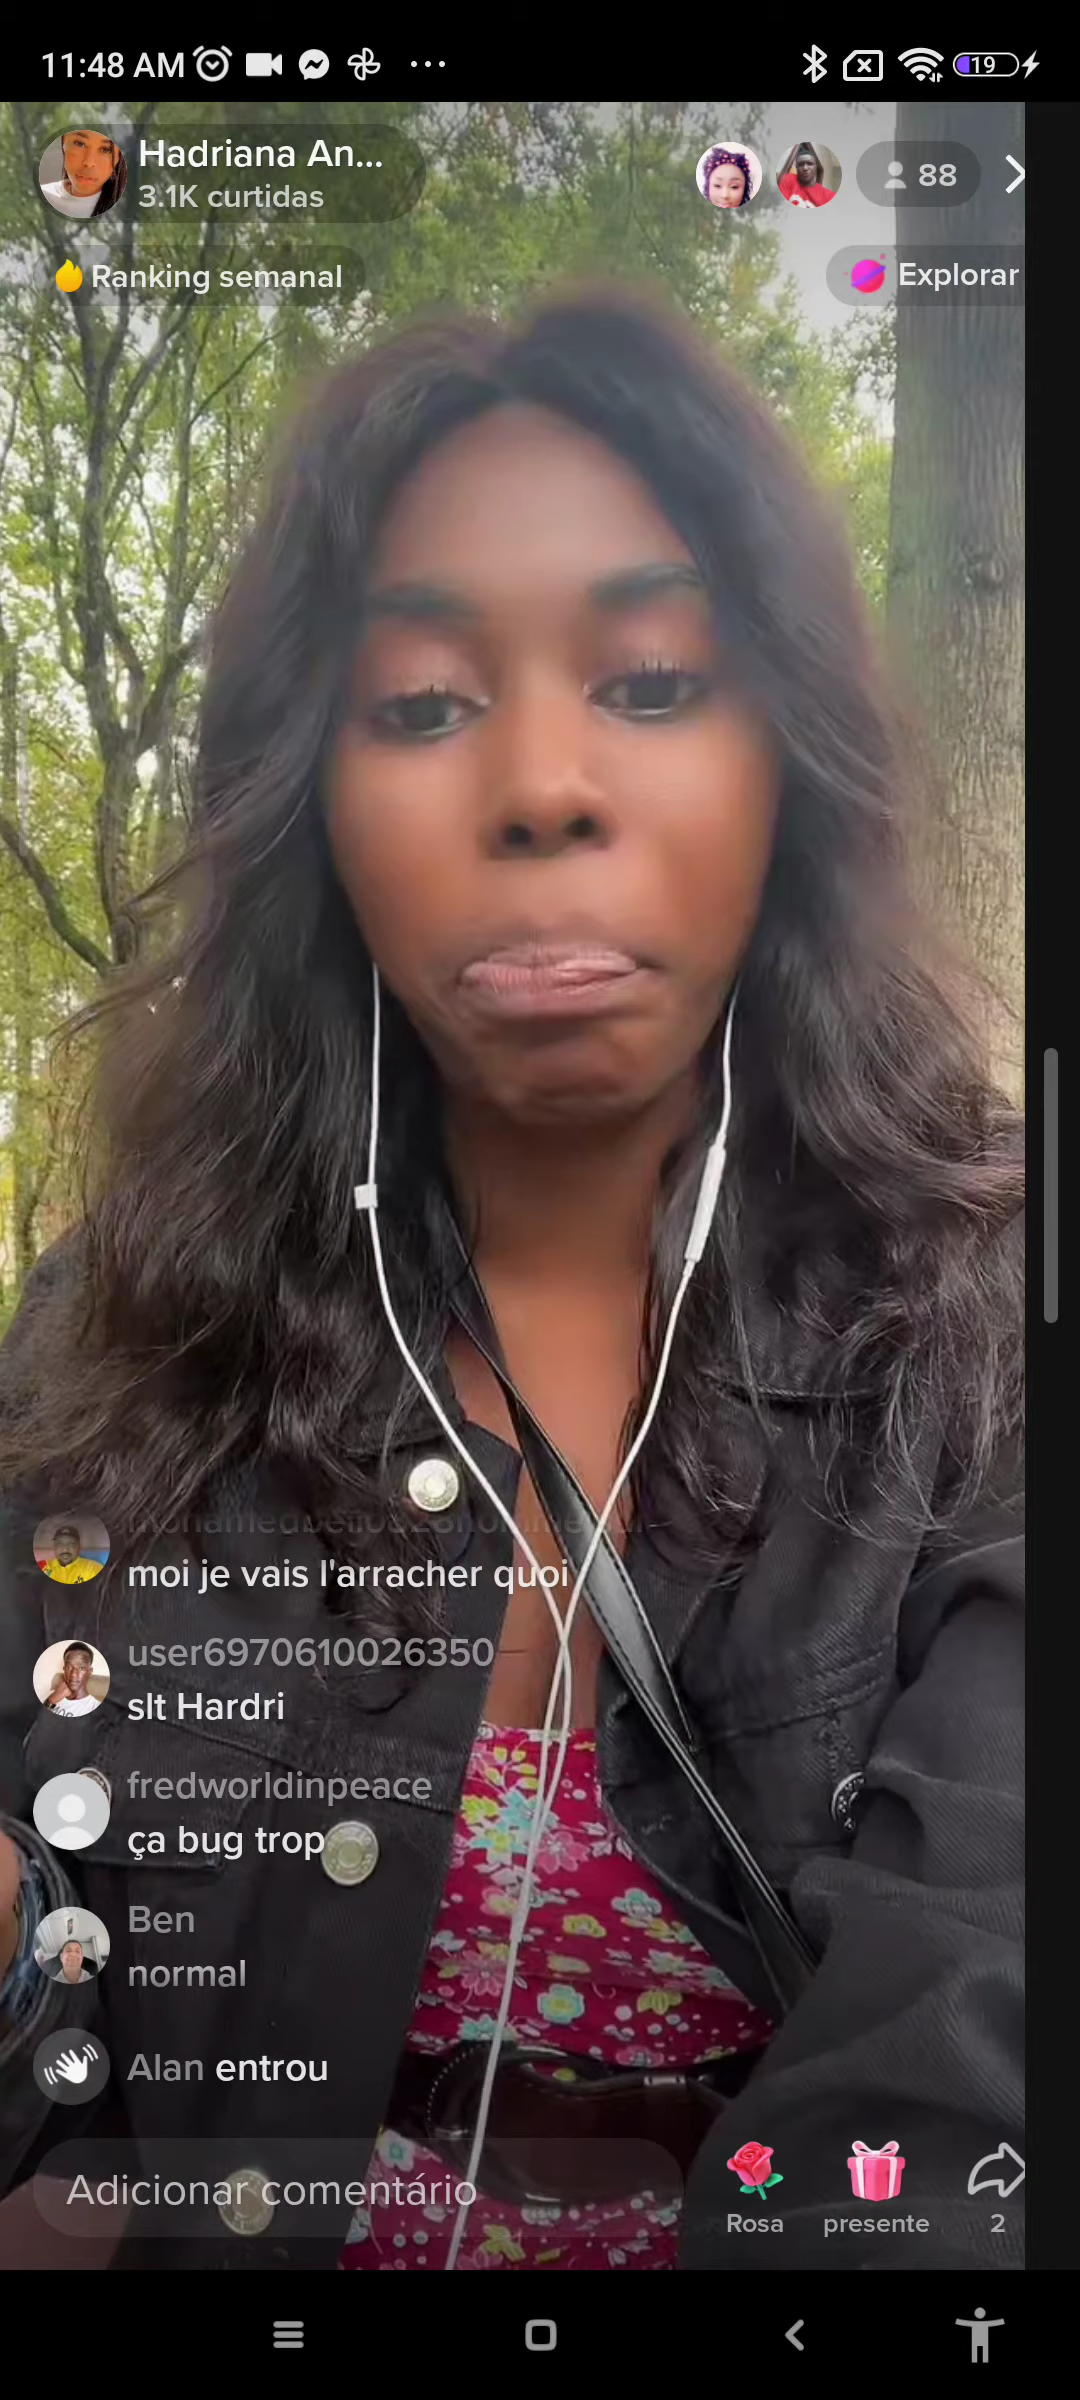 11:48 AM
19
Hadriana An...
3.1K curtidas
88
Ranking semanal
Explorar
moi je vais l'arracher quoi
user6970610026350
slt Hardri
fredworldinpeace
ça bug trop
Ben
normal
Alan entrou
Adicionar comentário
Rosa
presente
2